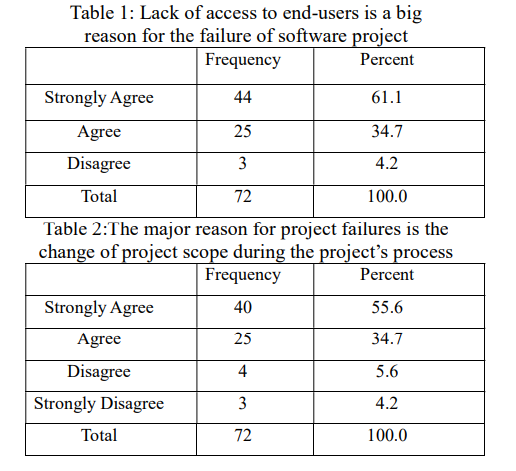 Table 1: Lack of access to end-users is a big
reason for the failure of software project
Frequency Percent
Strongly Agree 44 61.1
Agree 25 34.7
Disagree 3 4.2
Total 72 100.0
Table 2:The major reason for project failures is the
change of project scope during the project's process
Frequency Percent
Strongly Agree 40 55.6
Agree 25 34.7
Disagree 4 5.6
Strongly Disagree 3 4.2
Total 72 100.0